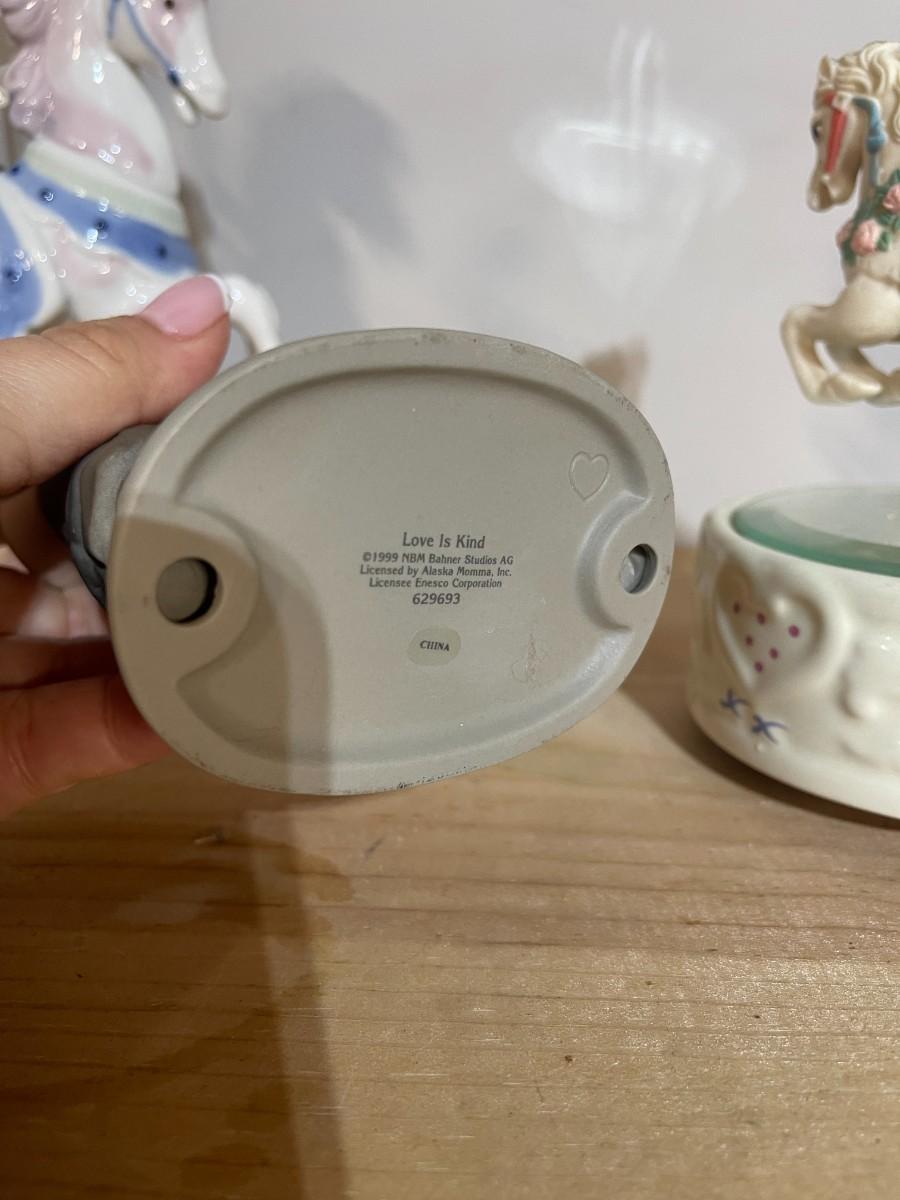 Love Is Kind
©1999 NBM Bahner Studios AG
Licensed by Alaska Momma, Inc.
Licensee Enesco Corporation
629693
CHINA